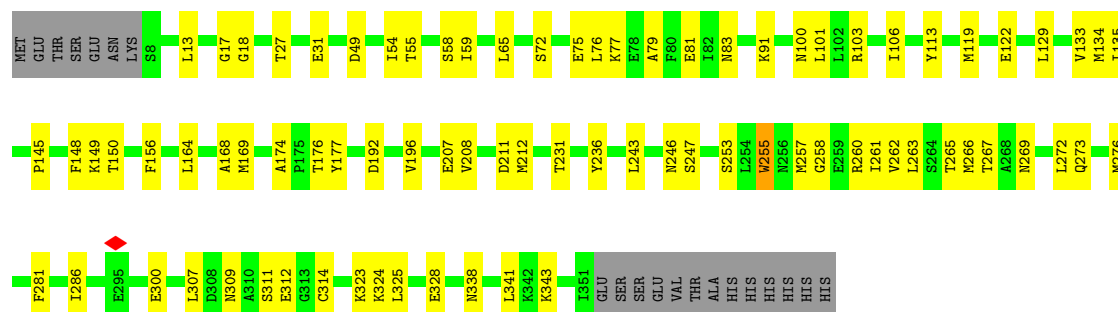 MET GLU THR SER GLU ASN LYS S8 L13 G17 G18 T27 E31 D49 I54 T55 S58 I59 L65 S72 E75 L76 K77 E78 A79 F80 E81 I82 N83 K91 N100 L101 L102 R103 I106 Y113 M119 E122 L129 V133 M134 I135
P145 F148 K149 T150 F156 L164 A168 M169 A174 P175 T176 Y177 D192 V196 E207 V208 D211 M212 T231 Y236 L243 N246 S247 S253 L254 W255 N256 M257 G258 E259 R260 I261 V262 L263 S264 T265 M266 T267 A268 N269 L272 Q273 M276
F281 I286 E295 E300 L307 D308 N309 A310 S311 E312 G313 C314 K323 K324 L325 E328 N338 L341 K342 K343 I351 GLU SER SER GLU VAL THR ALA HIS HIS HIS HIS HIS HIS